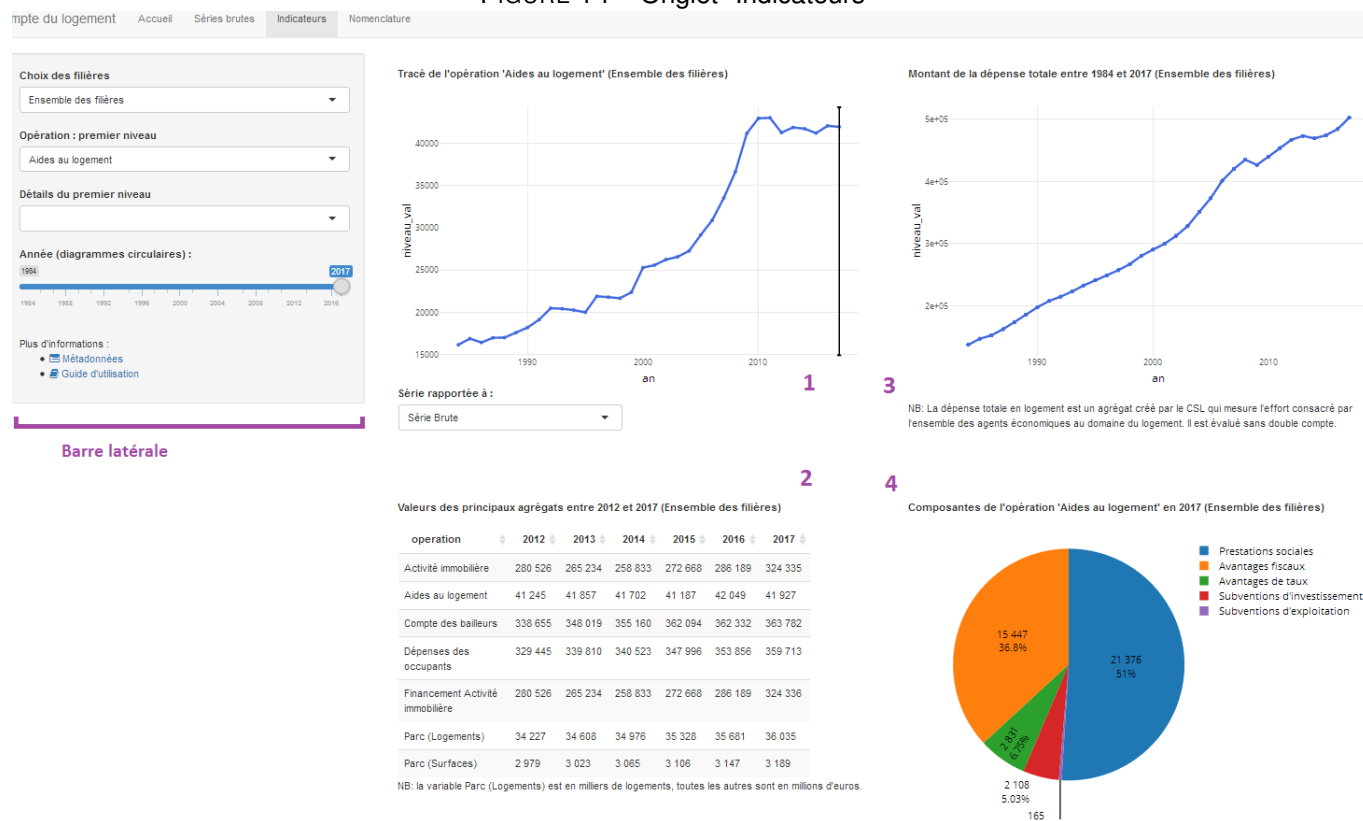 FIGURE 14 – Onglet "Indicateurs"
mpte du logement Accueil Séries brutes Indicateurs Nomenclature
Choix des filières
Ensemble des filières
Opération : premier niveau
Aides au logement
Détails du premier niveau
Année (diagrammes circulaires) :
1984 2017
1984 1988 1992 1996 2000 2004 2008 2012 2016
Plus d'informations :
Métadonnées
Guide d'utilisation
Barre latérale
Tracé de l'opération 'Aides au logement' (Ensemble des filières)
niveau_val
40000
35000
30000
25000
20000
15000
1990 2000 2010
an
1
Série rapportée à :
Série Brute
Montant de la dépense totale entre 1984 et 2017 (Ensemble des filières)
niveau_val
5e+05
4e+05
3e+05
2e+05
1990 2000 2010
an
3
NB: La dépense totale en logement est un agrégat créé par le CSL qui mesure l'effort consacré par
l'ensemble des agents économiques au domaine du logement. Il est évalué sans double compte.
2
Valeurs des principaux agrégats entre 2012 et 2017 (Ensemble des filières)
operation 2012 2013 2014 2015 2016 2017
Activité immobilière 280 526 265 234 258 833 272 668 286 189 324 335
Aides au logement 41 245 41 857 41 702 41 187 42 049 41 927
Compte des bailleurs 338 655 348 019 355 160 362 094 362 332 363 782
Dépenses des 329 445 339 810 340 523 347 996 353 856 359 713
occupants
Financement Activité 280 526 265 234 258 833 272 668 286 189 324 336
immobilière
Parc (Logements) 34 227 34 608 34 976 35 328 35 681 36 035
Parc (Surfaces) 2 979 3 023 3 065 3 106 3 147 3 189
NB: la variable Parc (Logements) est en milliers de logements, toutes les autres sont en millions d'euros.
4
Composantes de l'opération 'Aides au logement' en 2017 (Ensemble des filières)
Prestations sociales
Avantages fiscaux
Avantages de taux
Subventions d'investissement
Subventions d'exploitation
15 447
36.8%
21 376
51%
2 831
6.75%
2 108
5.03%
165